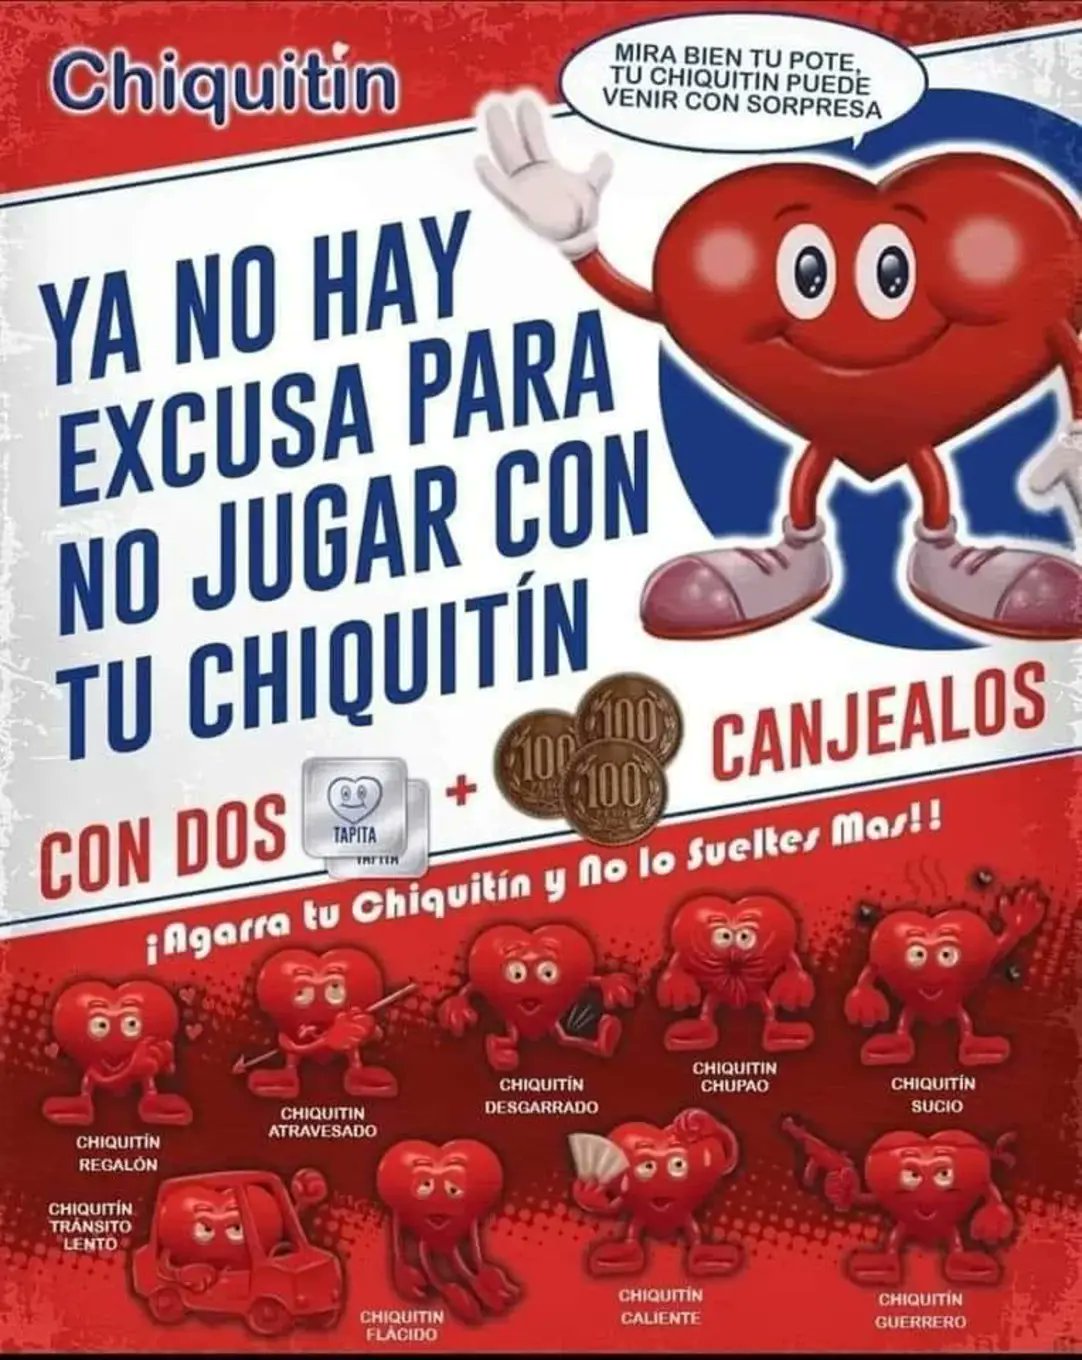 Chiquitín
MIRA BIEN TU POTE,
TU CHIQUITIN PUEDE
VENIR CON SORPRESA
YA NO HAY
EXCUSA PARA
NO JUGAR CON
TU CHIQUITÍN
CON DOS
TAPITA
+
100
100
100
CANJEALOS
¡Agarra tu Chiquitín y No lo Sueltes Mas!!
CHIQUITÍN
REGALÓN
CHIQUITIN
ATRAVESADO
CHIQUITÍN
DESGARRADO
CHIQUITIN
CHUPAO
CHIQUITÍN
SUCIO
CHIQUITÍN
TRÁNSITO
LENTO
CHIQUITIN
FLÁCIDO
CHIQUITÍN
CALIENTE
CHIQUITÍN
GUERRERO